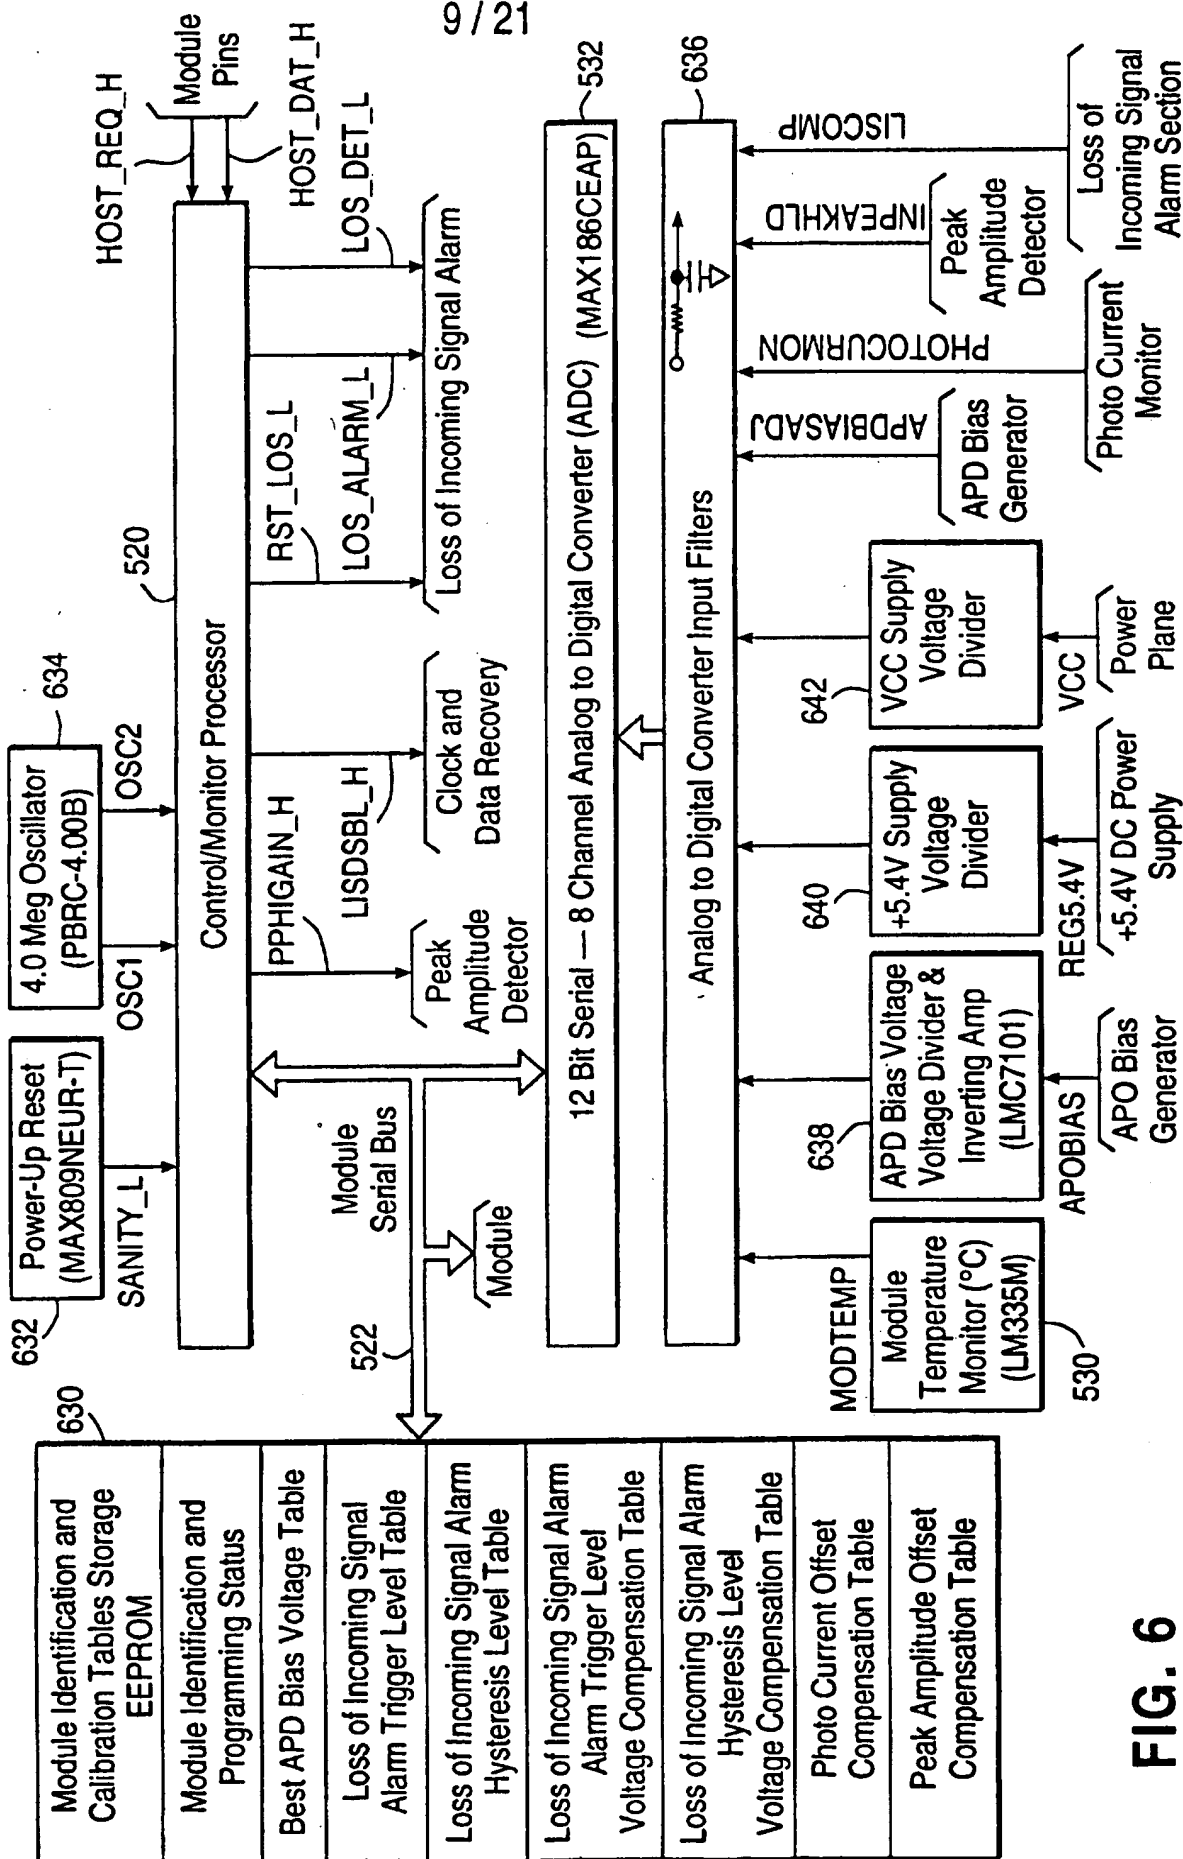 9/21
Module Identification and
Calibration Tables Storage
EEPROM
630
Module Identification and
Programming Status
Best APD Bias Voltage Table
Loss of Incoming Signal
Alarm Trigger Level Table
Loss of Incoming Signal Alarm
Hysteresis Level Table
Loss of Incoming Signal Alarm
Alarm Trigger Level
Voltage Compensation Table
Loss of Incoming Signal Alarm
Hysteresis Level
Voltage Compensation Table
Photo Current Offset
Compensation Table
Peak Amplitude Offset
Compensation Table
632
Power-Up Reset
(MAX809NEUR-T)
SANITY_L
634
4.0 Meg Oscillator
(PBRC-4.00B)
OSC1
OSC2
520
Control/Monitor Processor
HOST_REQ_H
Module
Pins
HOST_DAT_H
522
Module
Serial Bus
Module
PPHIGAIN_H
Peak
Amplitude
Detector
LISDSBL_H
Clock and
Data Recovery
RST_LOS_L
LOS_ALARM_L
LOS_DET_L
Loss of Incoming Signal Alarm
532
12 Bit Serial — 8 Channel Analog to Digital Converter (ADC) (MAX186CEAP)
636
Analog to Digital Converter Input Filters
MODTEMP
Module
Temperature
Monitor (°C)
(LM335M)
530
638
APD Bias Voltage
Voltage Divider &
Inverting Amp
(LMC7101)
APOBIAS
APO Bias
Generator
640
+5.4V Supply
Voltage
Divider
REG5.4V
+5.4V DC Power
Supply
642
VCC Supply
Voltage
Divider
VCC
Power
Plane
APDBIASADJ
APD Bias
Generator
PHOTOCURMON
Photo Current
Monitor
INPEAKHLD
Peak
Amplitude
Detector
LISCOMP
Loss of
Incoming Signal
Alarm Section
FIG. 6